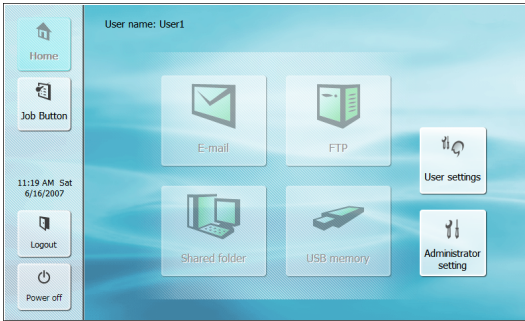 User name: User1
Home
Job Button
11:19 AM Sat
6/16/2007
Logout
Power off
E-mail
FTP
Shared folder
USB memory
User settings
Administrator
setting